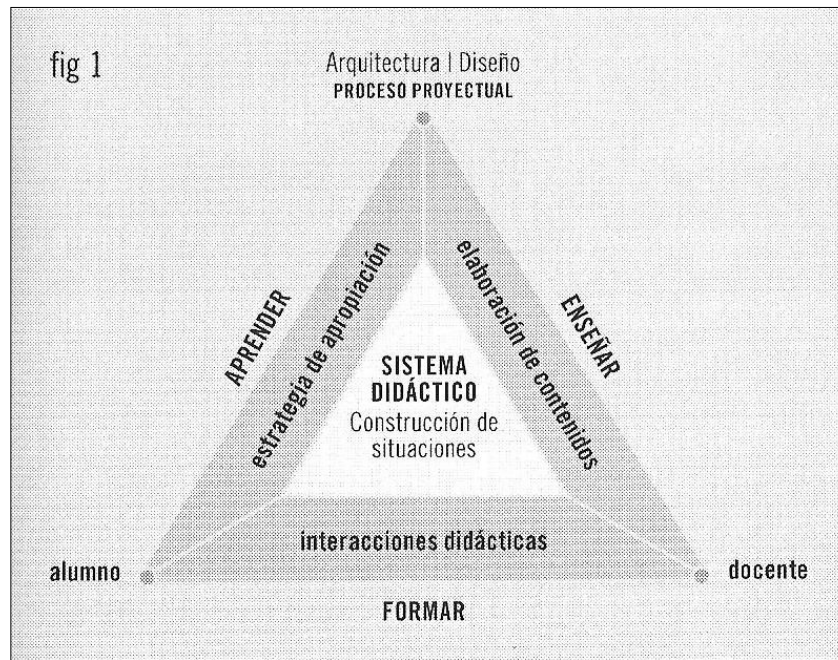 fig 1
Arquitectura | Diseño
PROCESO PROYECTUAL
APRENDER
estrategia de apropiación
elaboración de contenidos
ENSEÑAR
SISTEMA
DIDÁCTICO
Construcción de
situaciones
interacciones didácticas
alumno
docente
FORMAR